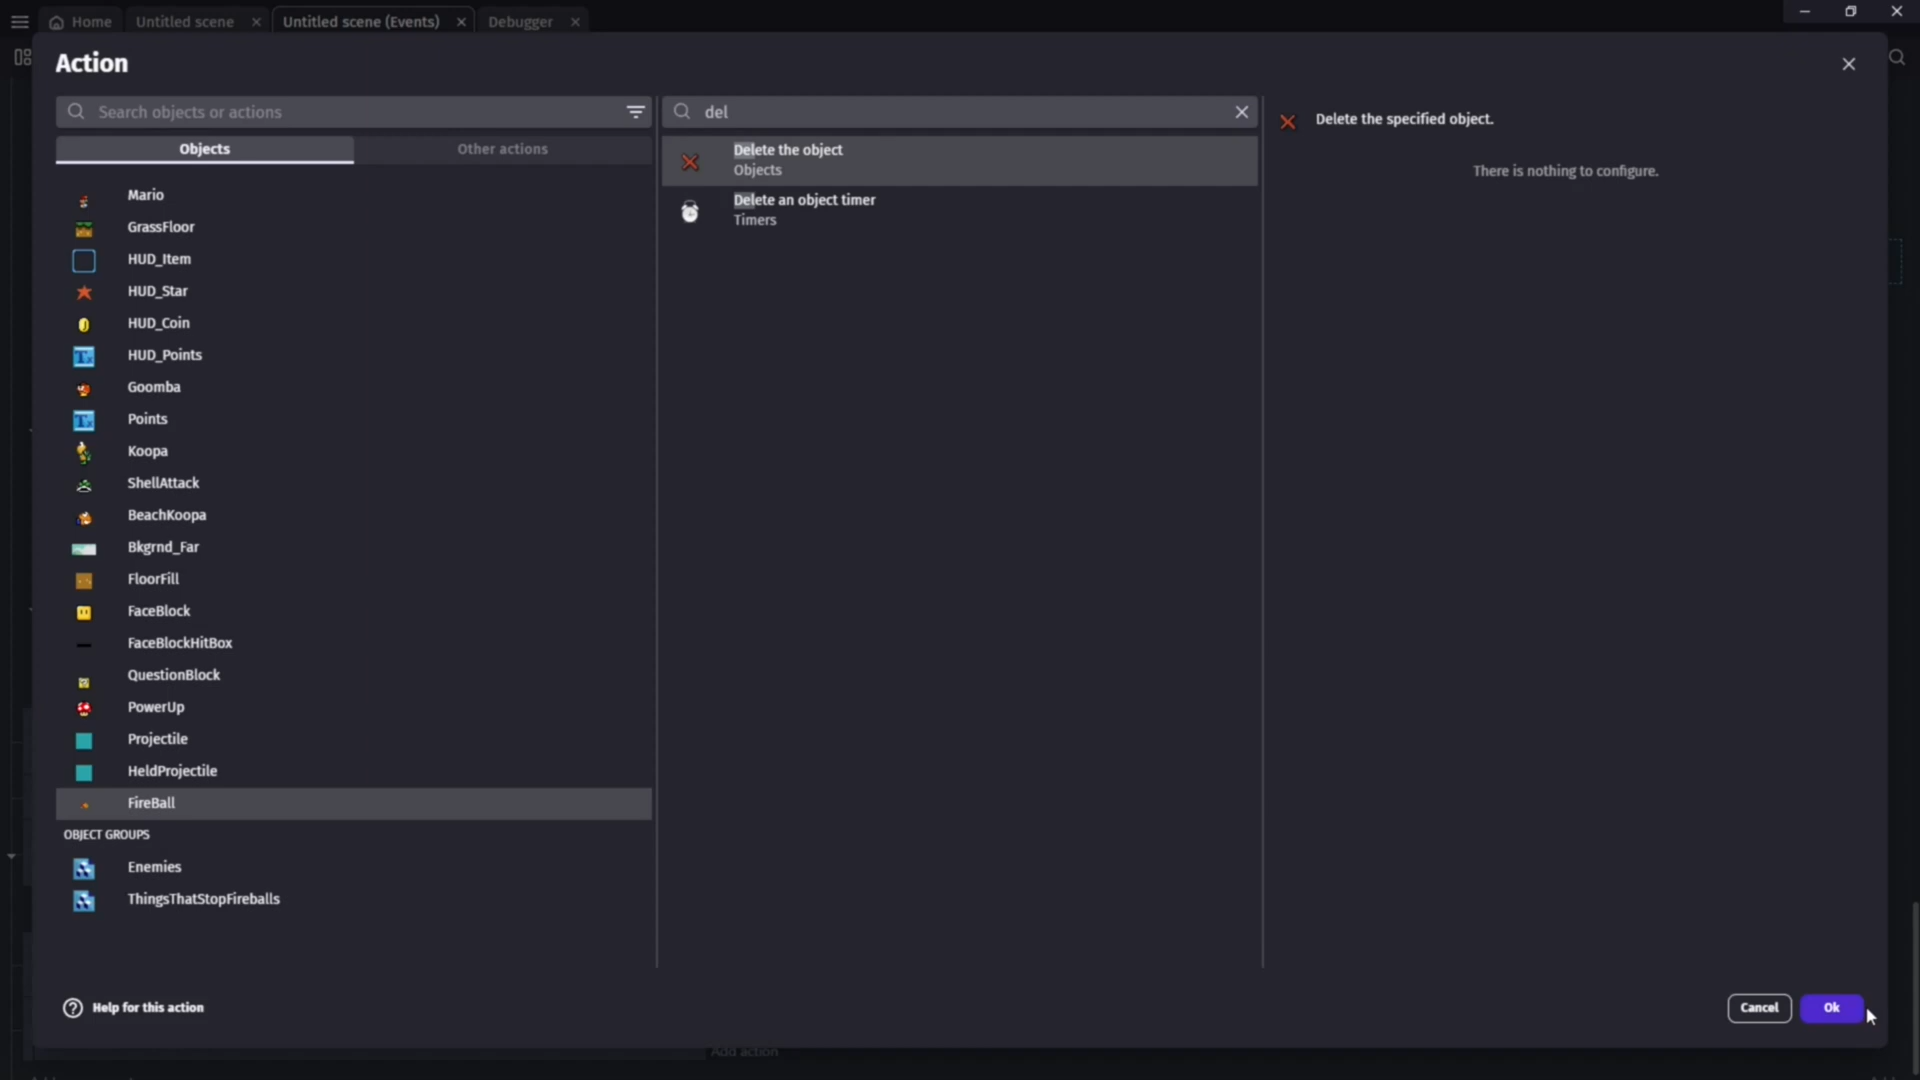 Home
Untitled scene
Untitled scene (Events)
Debugger
Action
Search objects or actions
Objects
Other actions
Mario
GrassFloor
HUD_Item
HUD_Star
HUD_Coin
HUD_Points
Goomba
Points
Koopa
ShellAttack
BeachKoopa
Bkgrnd_Far
FloorFill
FaceBlock
FaceBlockHitBox
QuestionBlock
PowerUp
Projectile
HeldProjectile
FireBall
OBJECT GROUPS
Enemies
ThingsThatStopFireballs
del
Delete the object
Objects
Delete an object timer
Timers
Delete the specified object.
There is nothing to configure.
Help for this action
Cancel
Ok
Add action